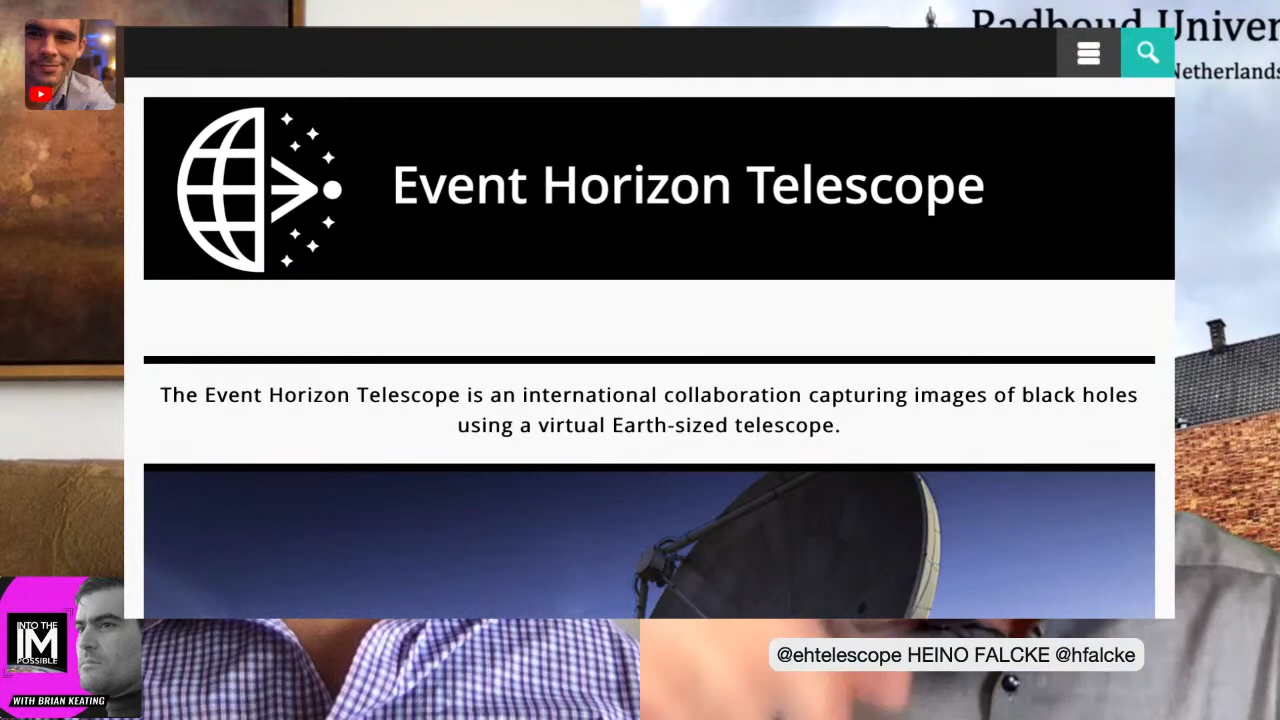 Radboud Univer
Netherlands
Event Horizon Telescope
The Event Horizon Telescope is an international collaboration capturing images of black holes
using a virtual Earth-sized telescope.
INTO THE
IM
POSSIBLE
WITH BRIAN KEATING
@ehtelescope HEINO FALCKE @hfalcke